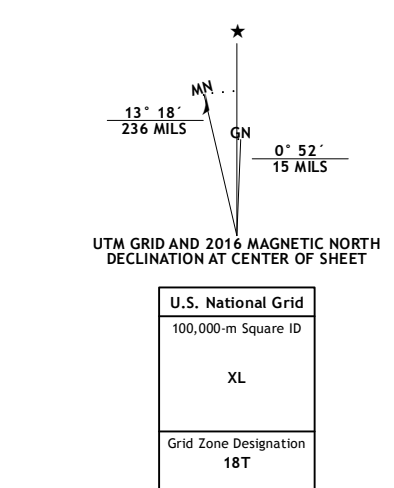 ★
MN
13° 18´
236 MILS
GN
0° 52´
15 MILS
UTM GRID AND 2016 MAGNETIC NORTH
DECLINATION AT CENTER OF SHEET
U.S. National Grid
100,000-m Square ID
XL
Grid Zone Designation
18T